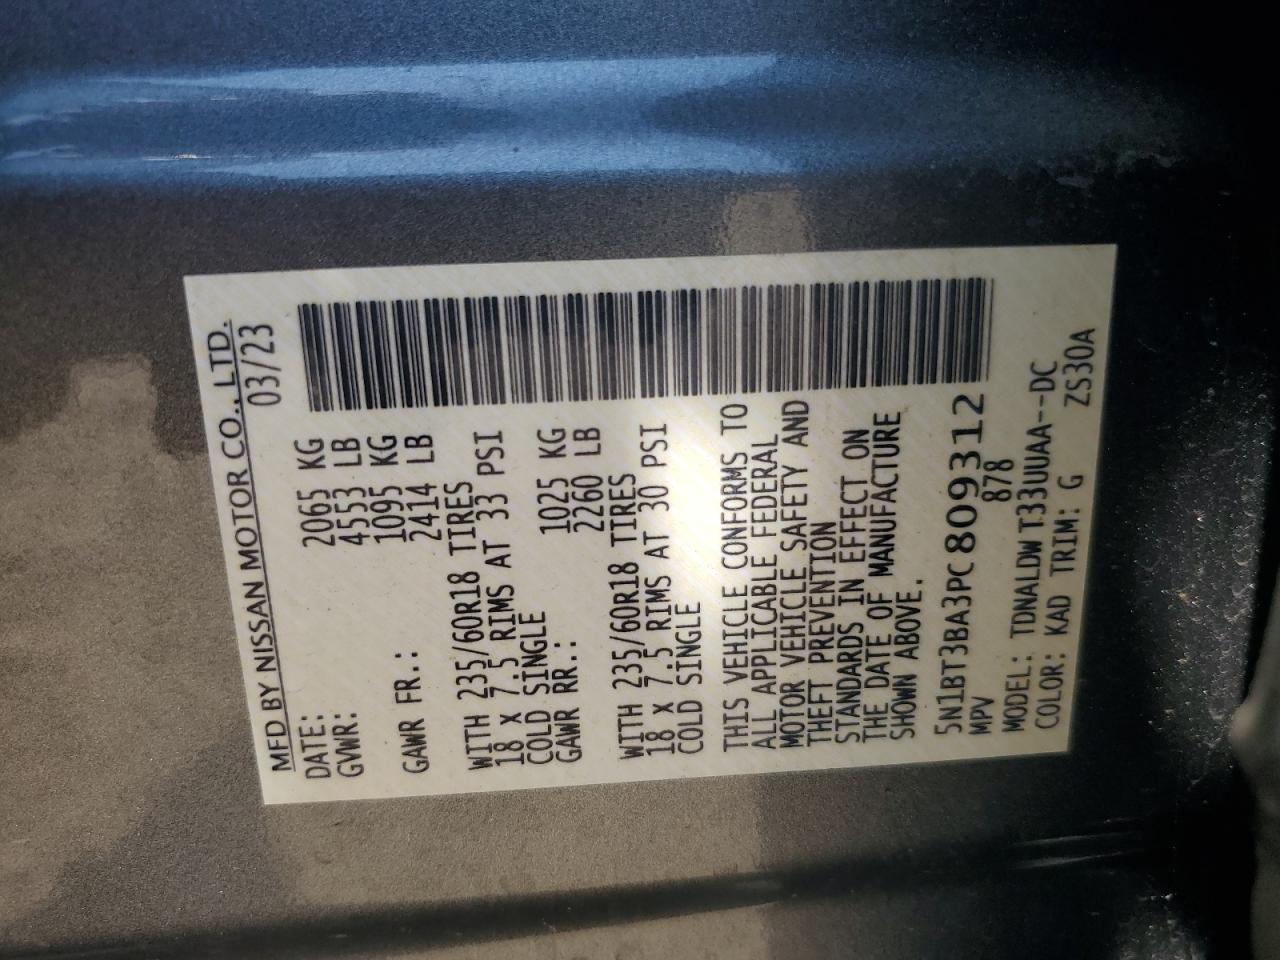 MFD BY NISSAN MOTOR CO., LTD.
DATE: 03/23
GVWR: 2065 KG
4553 LB
GAWR FR.: 1095 KG
2414 LB
WITH 235/60R18 TIRES
18 X 7.5 RIMS AT 33 PSI
COLD SINGLE
GAWR RR.: 1025 KG
2260 LB
WITH 235/60R18 TIRES
18 X 7.5 RIMS AT 30 PSI
COLD SINGLE
THIS VEHICLE CONFORMS TO
ALL APPLICABLE FEDERAL
MOTOR VEHICLE SAFETY AND
THEFT PREVENTION
STANDARDS IN EFFECT ON
THE DATE OF MANUFACTURE
SHOWN ABOVE.
5N1BT3BA3PC809312
MPV 878
MODEL: TDNALDWT33UUAA--DC
COLOR: KAD TRIM: G ZS30A